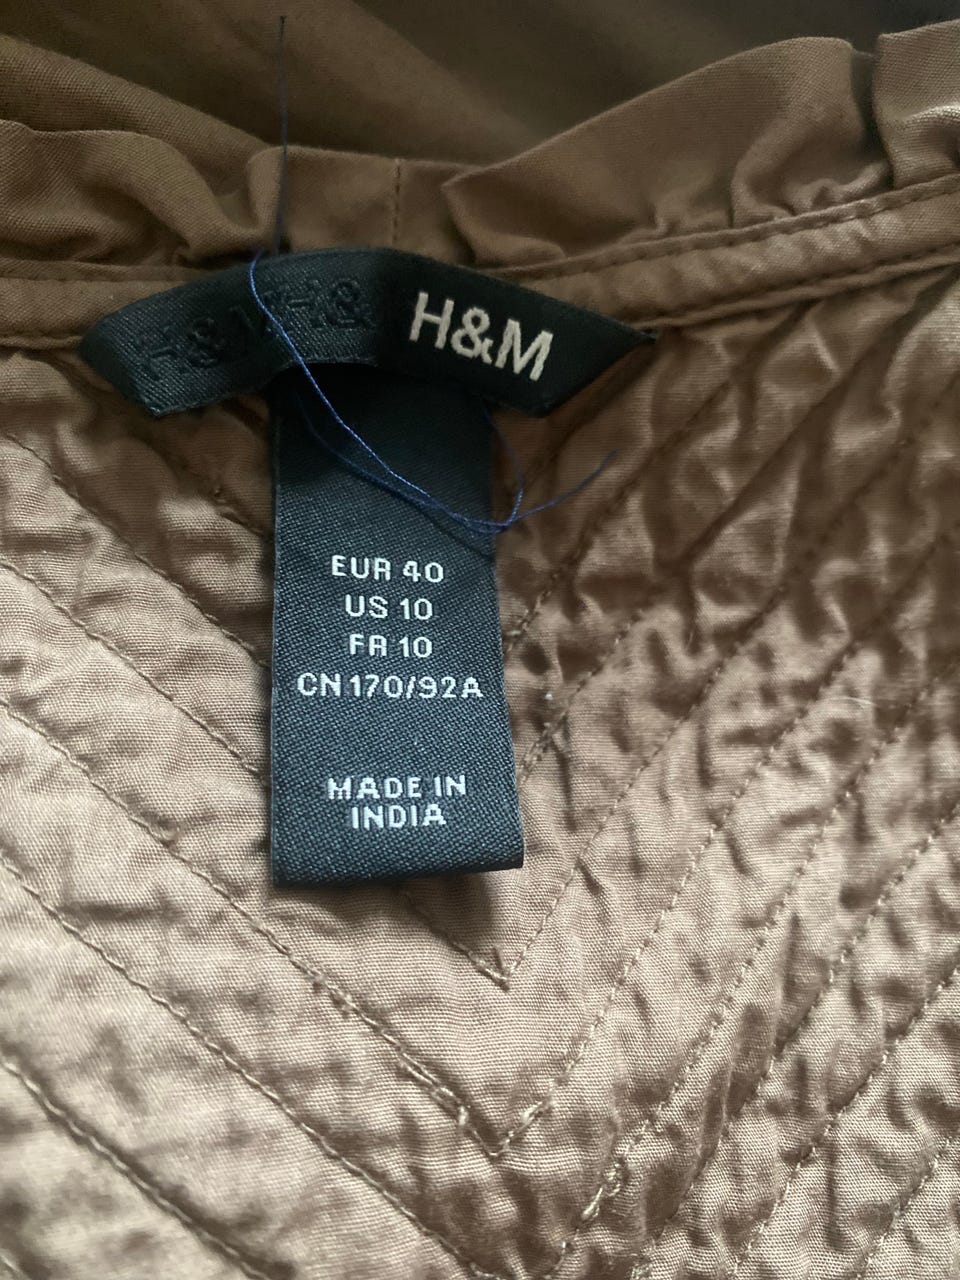 H&M H&
H&M
EUR 40
US 10
FR 10
CN 170/92A
MADE IN
INDIA